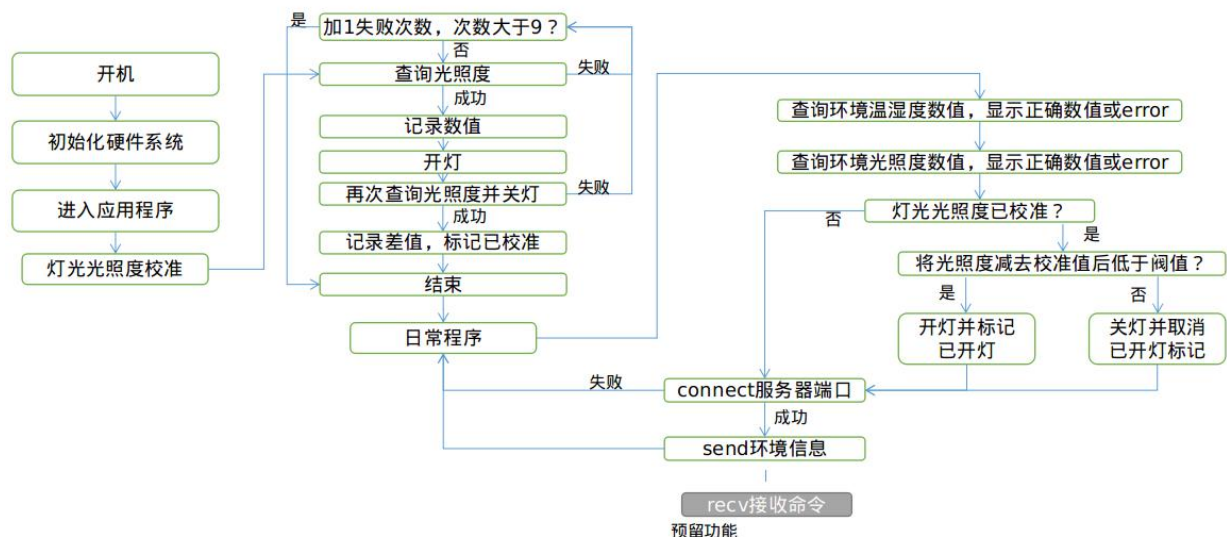 开机
初始化硬件系统
进入应用程序
灯光光照度校准
是
加1失败次数，次数大于9？
否
查询光照度
失败
成功
记录数值
开灯
再次查询光照度并关灯
失败
成功
记录差值，标记已校准
结束
日常程序
查询环境温湿度数值，显示正确数值或error
查询环境光照度数值，显示正确数值或error
灯光光照度已校准？
否
是
将光照度减去校准值后低于阀值？
是
否
开灯并标记
已开灯
关灯并取消
已开灯标记
失败
connect服务器端口
成功
send环境信息
recv接收命令
预留功能